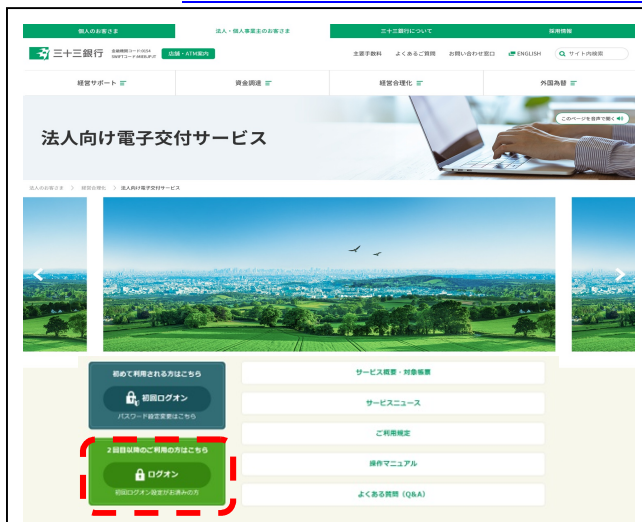 個人のお客さま
法人・個人事業主のお客さま
三十三銀行について
採用情報
三十三銀行
金融機関コード:0154
店舗・ATM案内
主要手数料
よくあるご質問
お問い合わせ窓口
ENGLISH
サイト内検索
経営サポート
資金調達
経営合理化
外国為替
法人向け電子交付サービス
このページを音声で聞く
法人のお客さま > 経営合理化 > 法人向け電子交付サービス
初めて利用される方はこちら
初回ログオン
パスワード設定変更はこちら
2回目以降のご利用の方はこちら
ログオン
初回ログオン設定がお済みの方
サービス概要・対象帳票
サービスニュース
ご利用規定
操作マニュアル
よくある質問（Q&A）